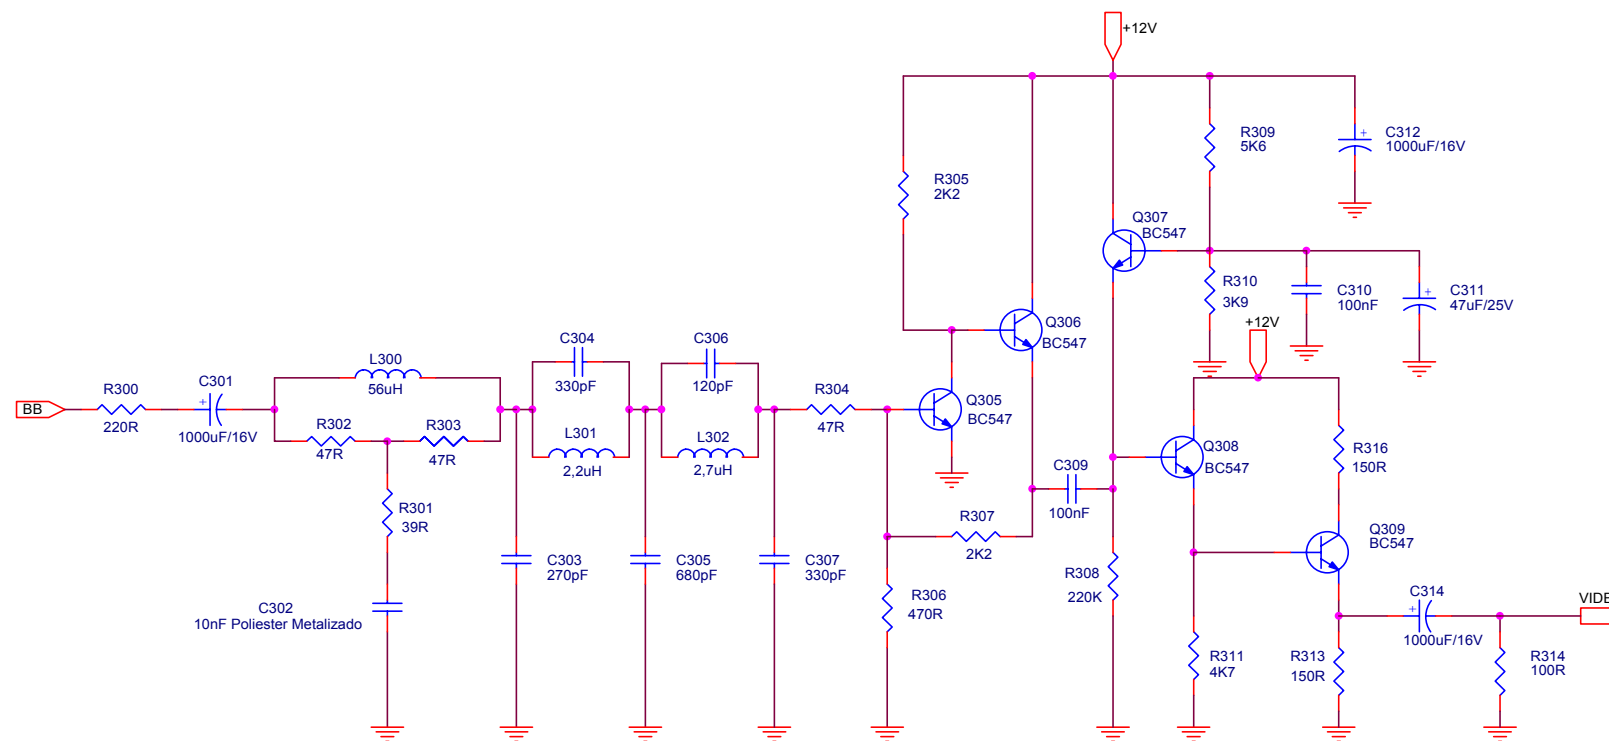 +12V
R309
5K6
C312
1000uF/16V
R305
2K2
Q307
BC547
R310
3K9
C310
100nF
C311
47uF/25V
+12V
Q306
BC547
C304
330pF
C306
120pF
L300
56uH
R300
220R
C301
1000uF/16V
BB
R302
47R
R303
47R
L301
2,2uH
L302
2,7uH
R304
47R
Q305
BC547
Q308
BC547
R316
150R
C309
100nF
R301
39R
R307
2K2
Q309
BC547
C303
270pF
C305
680pF
C307
330pF
R308
220K
R306
470R
C302
10nF Poliester Metalizado
C314
1000uF/16V
VIDE
R311
4K7
R313
150R
R314
100R